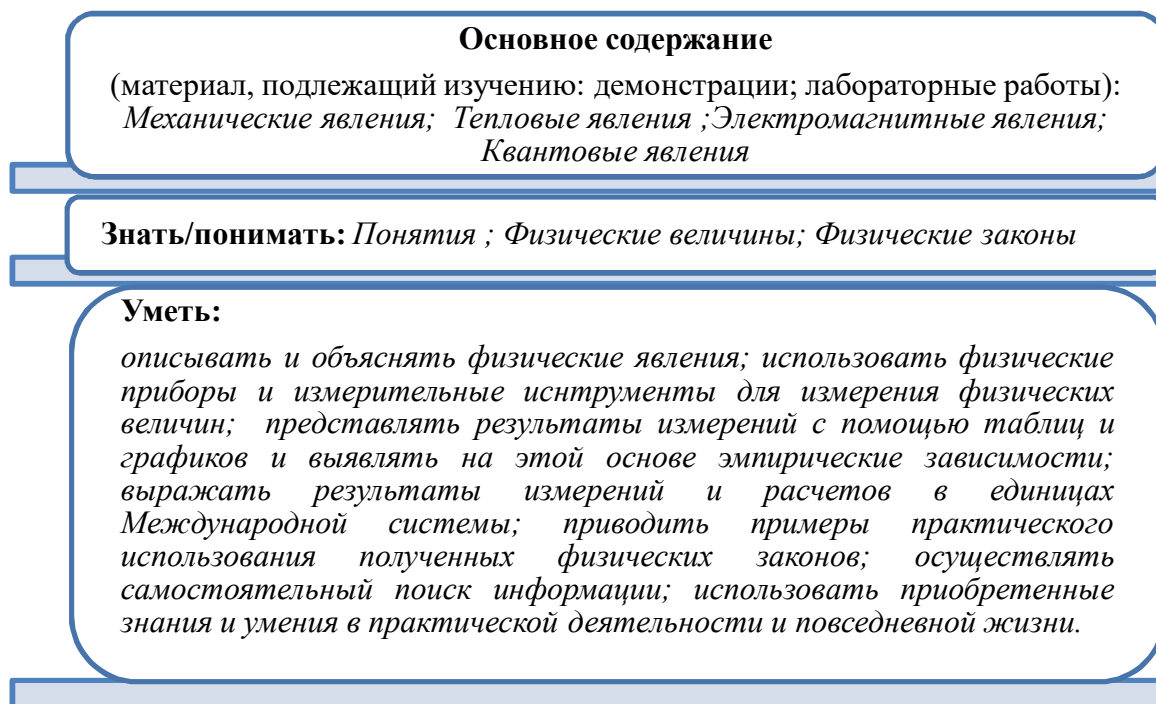 Основное содержание
(материал, подлежащий изучению: демонстрации; лабораторные работы):
Механические явления; Тепловые явления ;Электромагнитные явления;
Квантовые явления
Знать/понимать: Понятия ; Физические величины; Физические законы
Уметь:
описывать и объяснять физические явления; использовать физические
приборы и измерительные иснтрументы для измерения физических
величин; представлять результаты измерений с помощью таблиц и
графиков и выявлять на этой основе эмпирические зависимости;
выражать результаты измерений и расчетов в единицах
Международной системы; приводить примеры практического
использования полученных физических законов; осуществлять
самостоятельный поиск информации; использовать приобретенные
знания и умения в практической деятельности и повседневной жизни.